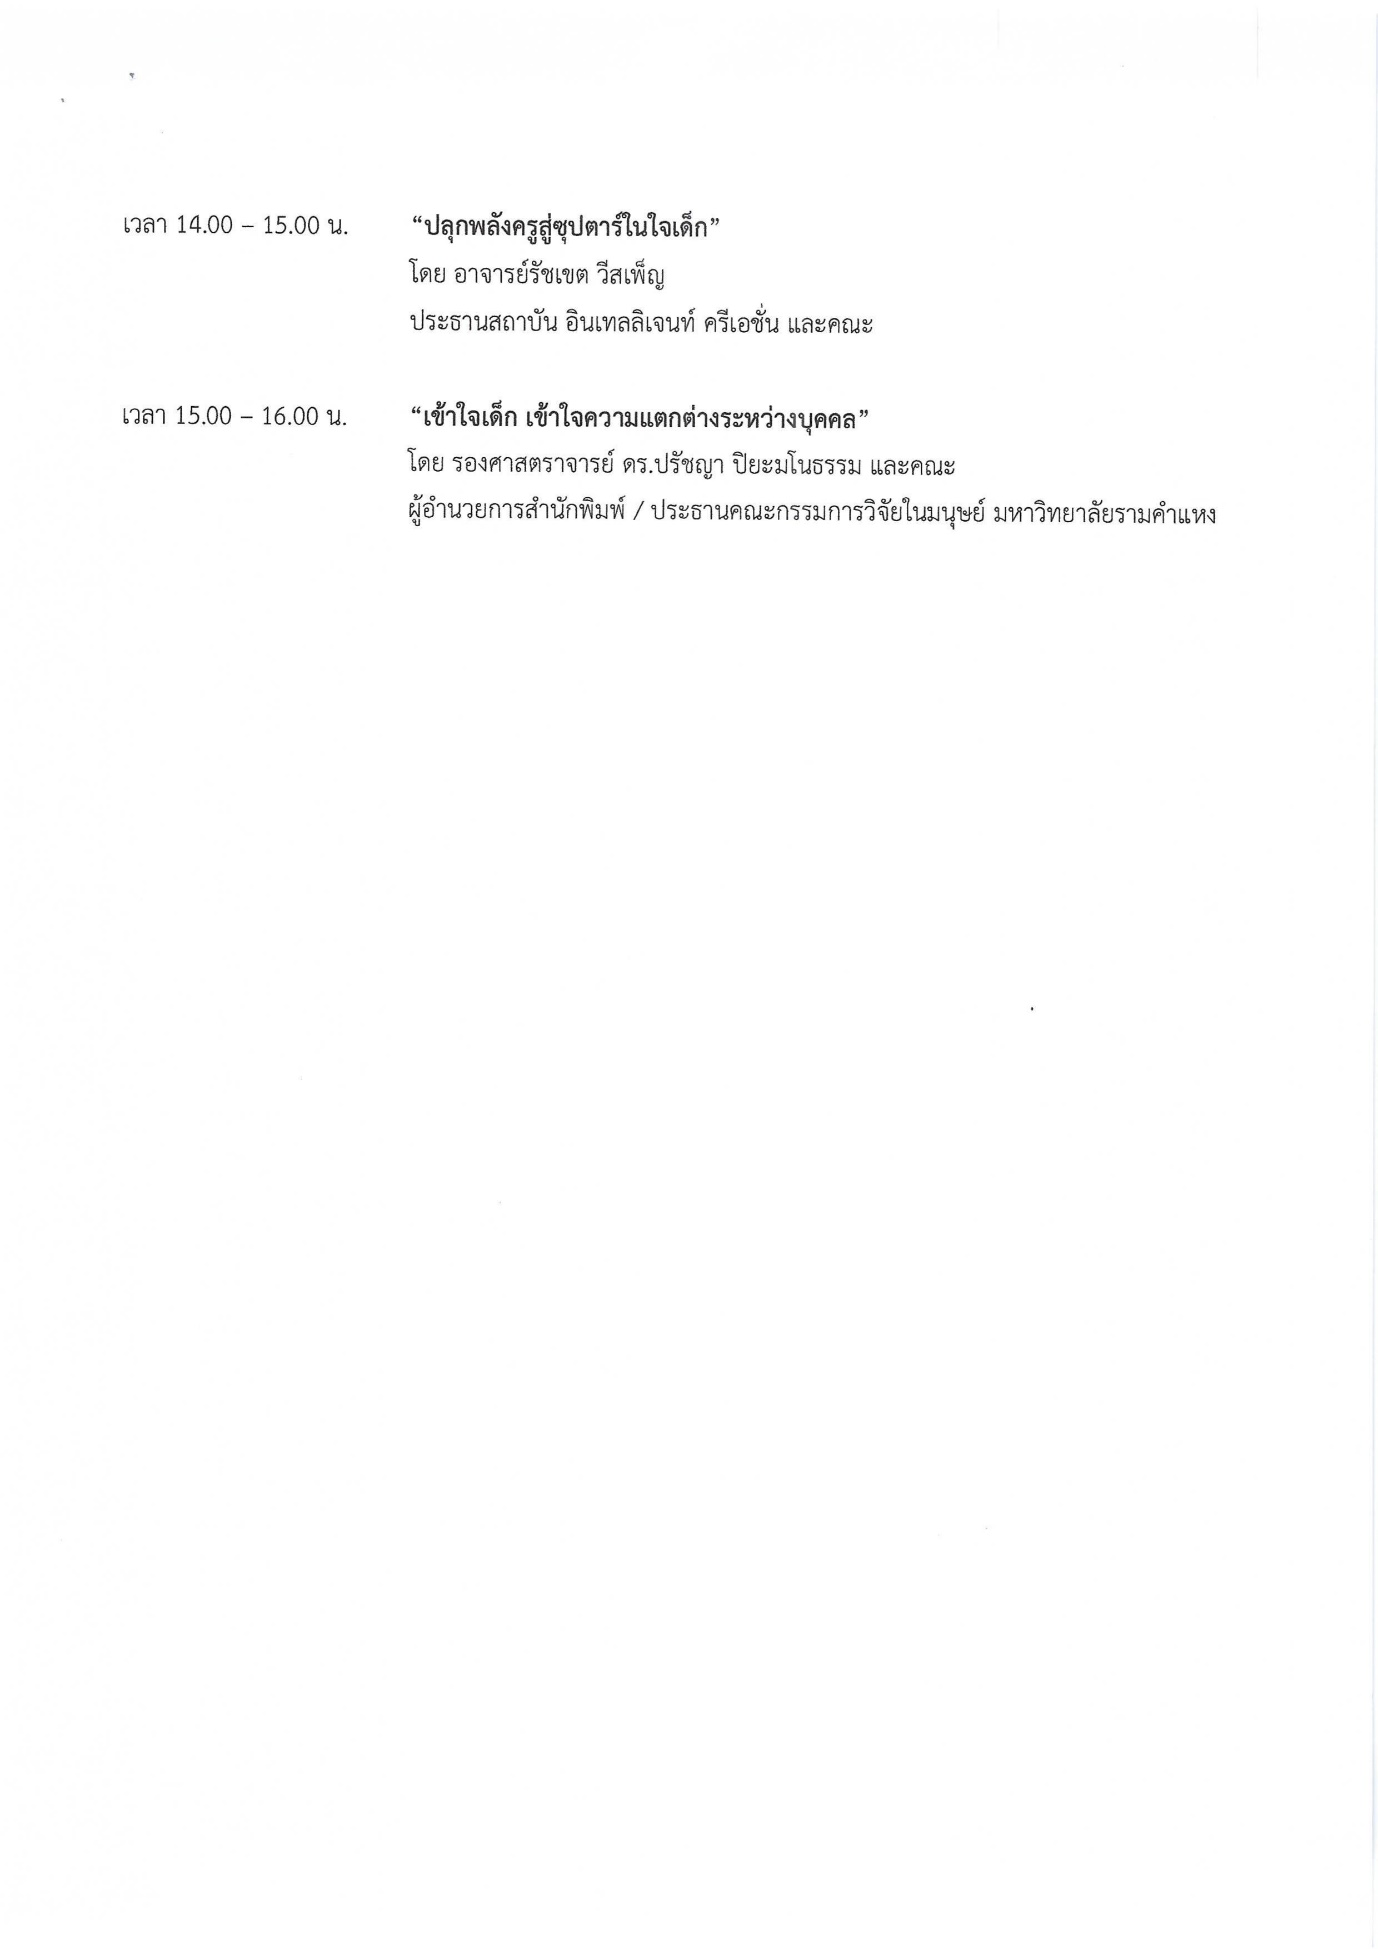 เวลา 14.00 – 15.00 น. “ปลุกพลังครูสู่ซุปตาร์ในใจเด็ก”
โดย อาจารย์รัชเขต วีสเพ็ญ
ประธานสถาบัน อินเทลลิเจนท์ ครีเอชั่น และคณะ
เวลา 15.00 – 16.00 น. “เข้าใจเด็ก เข้าใจความแตกต่างระหว่างบุคคล”
โดย รองศาสตราจารย์ ดร.ปรัชญา ปิยะมโนธรรม และคณะ
ผู้อำนวยการสำนักพิมพ์ / ประธานคณะกรรมการวิจัยในมนุษย์ มหาวิทยาลัยรามคำแหง